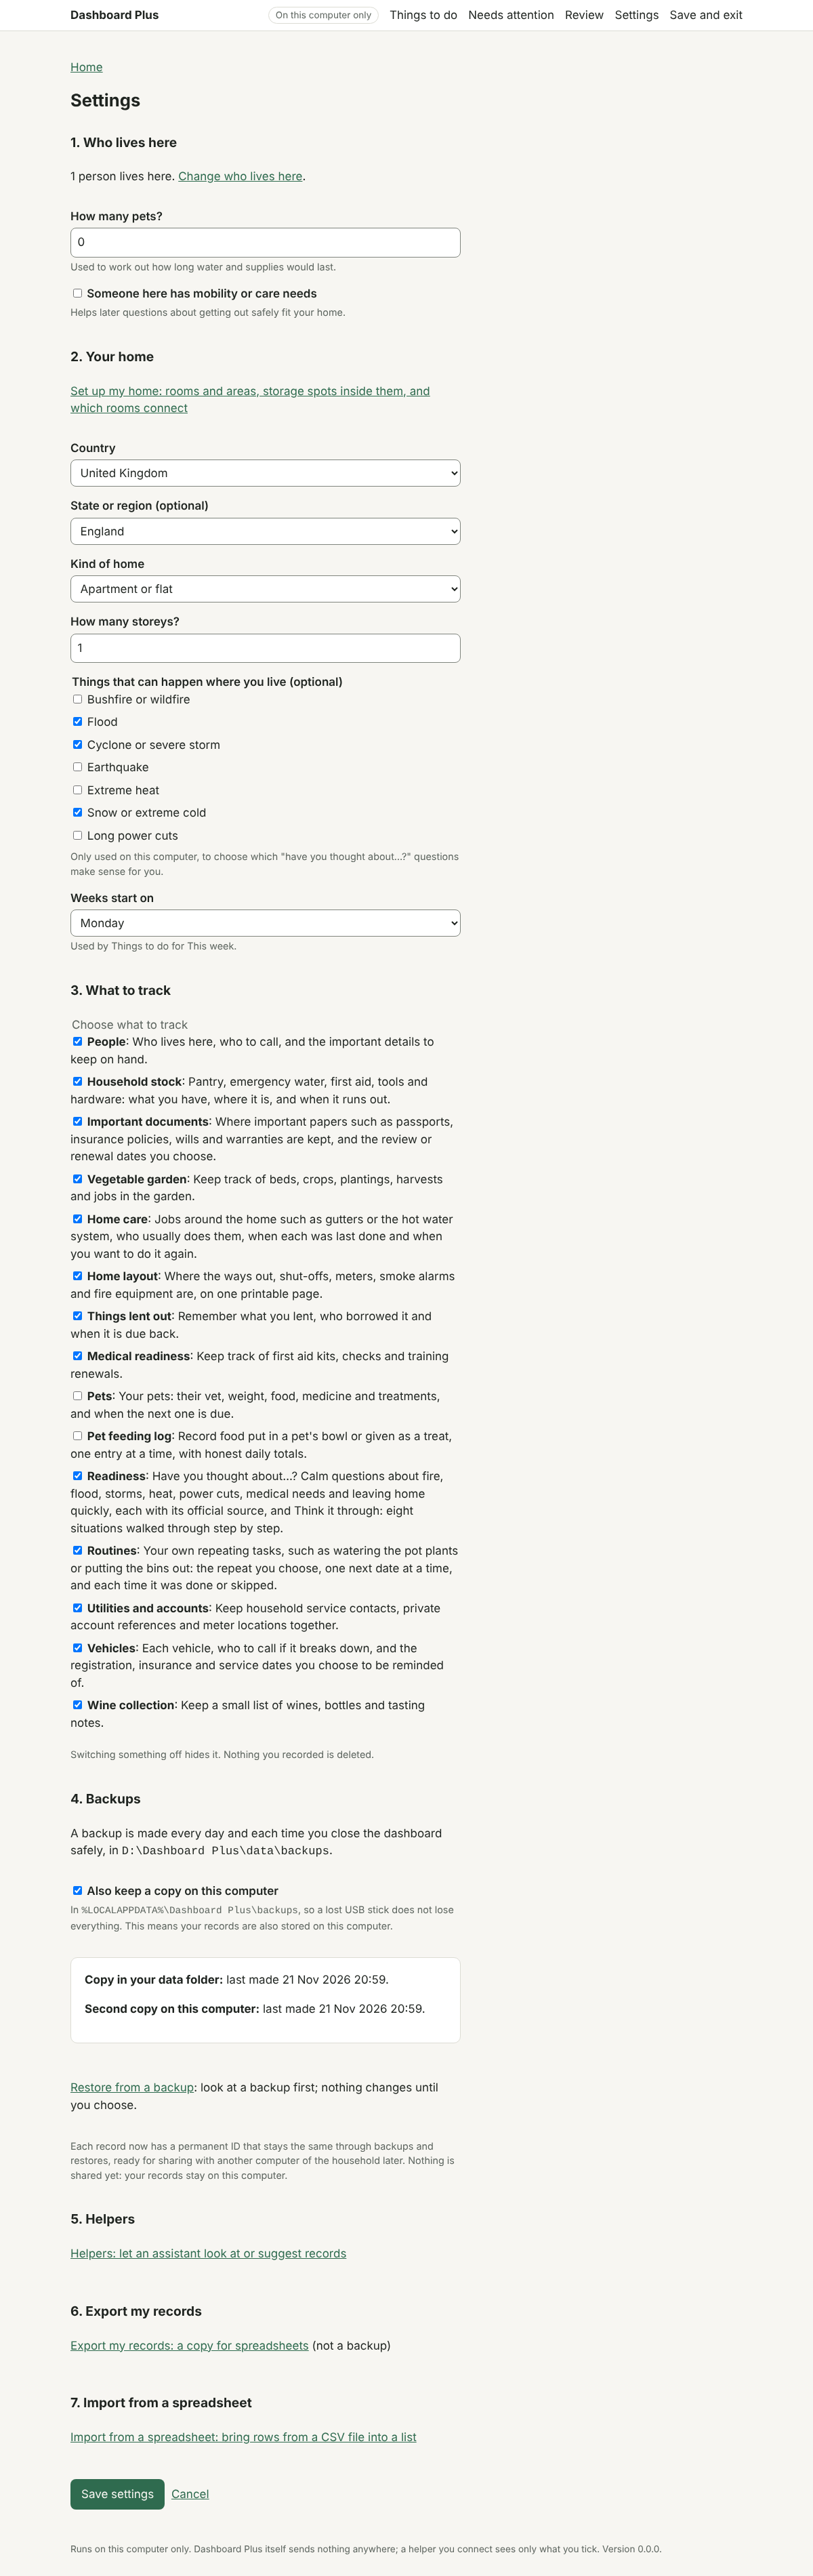 Dashboard Plus
On this computer only
Things to do
Needs attention
Review
Settings
Save and exit
Home
Settings
1. Who lives here
1 person lives here. Change who lives here.
How many pets?
0
Used to work out how long water and supplies would last.
Someone here has mobility or care needs
Helps later questions about getting out safely fit your home.
2. Your home
Set up my home: rooms and areas, storage spots inside them, and
which rooms connect
Country
United Kingdom
State or region (optional)
England
Kind of home
Apartment or flat
How many storeys?
1
Things that can happen where you live (optional)
Bushfire or wildfire
Flood
Cyclone or severe storm
Earthquake
Extreme heat
Snow or extreme cold
Long power cuts
Only used on this computer, to choose which "have you thought about...?" questions
make sense for you.
Weeks start on
Monday
Used by Things to do for This week.
3. What to track
Choose what to track
People: Who lives here, who to call, and the important details to
keep on hand.
Household stock: Pantry, emergency water, first aid, tools and
hardware: what you have, where it is, and when it runs out.
Important documents: Where important papers such as passports,
insurance policies, wills and warranties are kept, and the review or
renewal dates you choose.
Vegetable garden: Keep track of beds, crops, plantings, harvests
and jobs in the garden.
Home care: Jobs around the home such as gutters or the hot water
system, who usually does them, when each was last done and when
you want to do it again.
Home layout: Where the ways out, shut-offs, meters, smoke alarms
and fire equipment are, on one printable page.
Things lent out: Remember what you lent, who borrowed it and
when it is due back.
Medical readiness: Keep track of first aid kits, checks and training
renewals.
Pets: Your pets: their vet, weight, food, medicine and treatments,
and when the next one is due.
Pet feeding log: Record food put in a pet's bowl or given as a treat,
one entry at a time, with honest daily totals.
Readiness: Have you thought about...? Calm questions about fire,
flood, storms, heat, power cuts, medical needs and leaving home
quickly, each with its official source, and Think it through: eight
situations walked through step by step.
Routines: Your own repeating tasks, such as watering the pot plants
or putting the bins out: the repeat you choose, one next date at a time,
and each time it was done or skipped.
Utilities and accounts: Keep household service contacts, private
account references and meter locations together.
Vehicles: Each vehicle, who to call if it breaks down, and the
registration, insurance and service dates you choose to be reminded
of.
Wine collection: Keep a small list of wines, bottles and tasting
notes.
Switching something off hides it. Nothing you recorded is deleted.
4. Backups
A backup is made every day and each time you close the dashboard
safely, in D:\Dashboard Plus\data\backups.
Also keep a copy on this computer
In %LOCALAPPDATA%\Dashboard Plus\backups, so a lost USB stick does not lose
everything. This means your records are also stored on this computer.
Copy in your data folder: last made 21 Nov 2026 20:59.
Second copy on this computer: last made 21 Nov 2026 20:59.
Restore from a backup: look at a backup first; nothing changes until
you choose.
Each record now has a permanent ID that stays the same through backups and
restores, ready for sharing with another computer of the household later. Nothing is
shared yet: your records stay on this computer.
5. Helpers
Helpers: let an assistant look at or suggest records
6. Export my records
Export my records: a copy for spreadsheets (not a backup)
7. Import from a spreadsheet
Import from a spreadsheet: bring rows from a CSV file into a list
Save settings
Cancel
Runs on this computer only. Dashboard Plus itself sends nothing anywhere; a helper you connect sees only what you tick. Version 0.0.0.